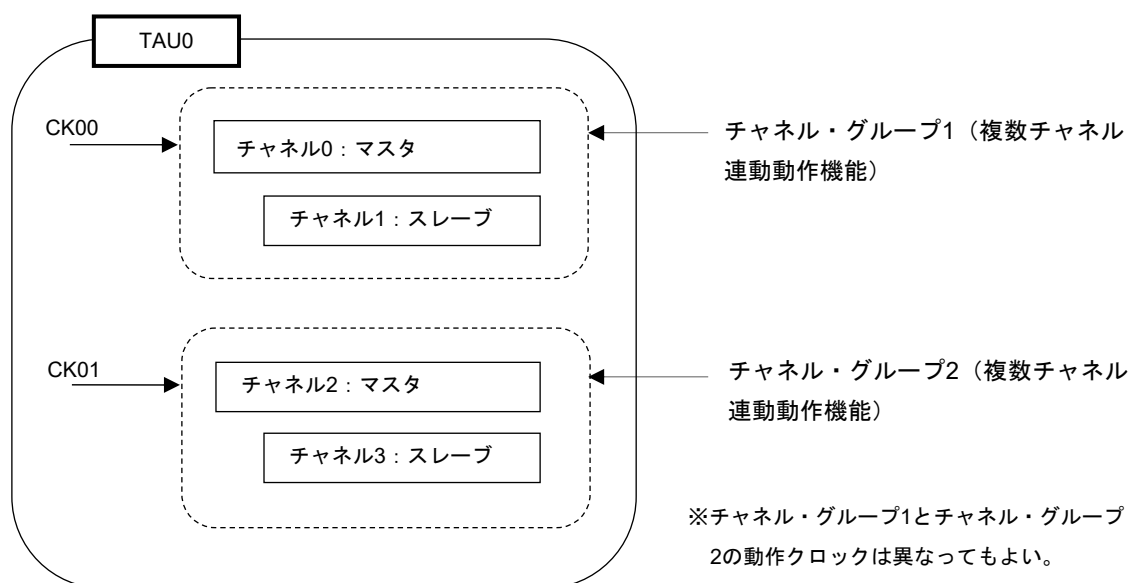 TAU0
CK00
チャネル0：マスタ
チャネル1：スレーブ
チャネル・グループ1（複数チャネル
連動動作機能）
CK01
チャネル2：マスタ
チャネル3：スレーブ
チャネル・グループ2（複数チャネル
連動動作機能）
※チャネル・グループ1とチャネル・グループ
2の動作クロックは異なってもよい。